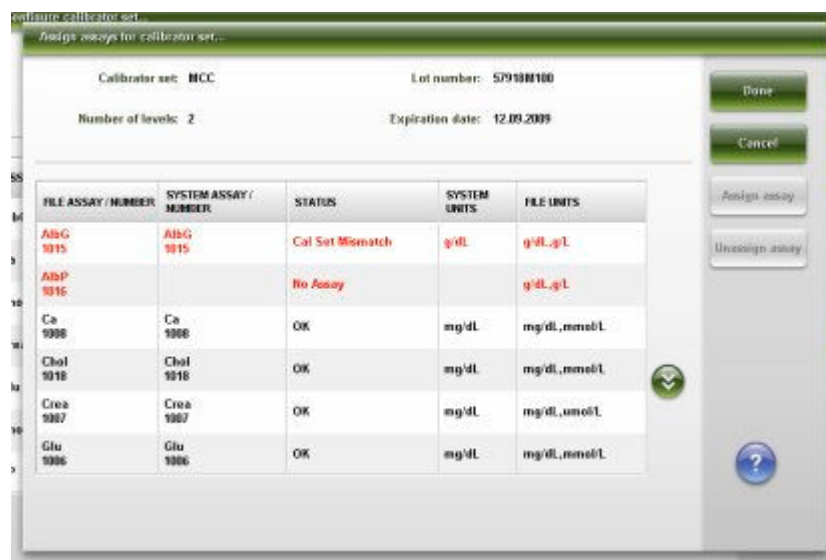 onfigure calibrator set...
Assign assays for calibrator set...
Calibrator set: MCC
Lot number: 57918M100
Number of levels: 2
Expiration date: 12.09.2009
Done
Cancel
Assign assay
Unassign assay
FILE ASSAY / NUMBER
SYSTEM ASSAY / NUMBER
STATUS
SYSTEM UNITS
FILE UNITS
AlbG 1015
AlbG 1015
Cal Set Mismatch
g/dL
g/dL,g/L
AlbP 1016
No Assay
g/dL,g/L
Ca 1008
Ca 1008
OK
mg/dL
mg/dL,mmol/L
Chol 1018
Chol 1018
OK
mg/dL
mg/dL,mmol/L
Crea 1007
Crea 1007
OK
mg/dL
mg/dL,umol/L
Glu 1006
Glu 1006
OK
mg/dL
mg/dL,mmol/L
?